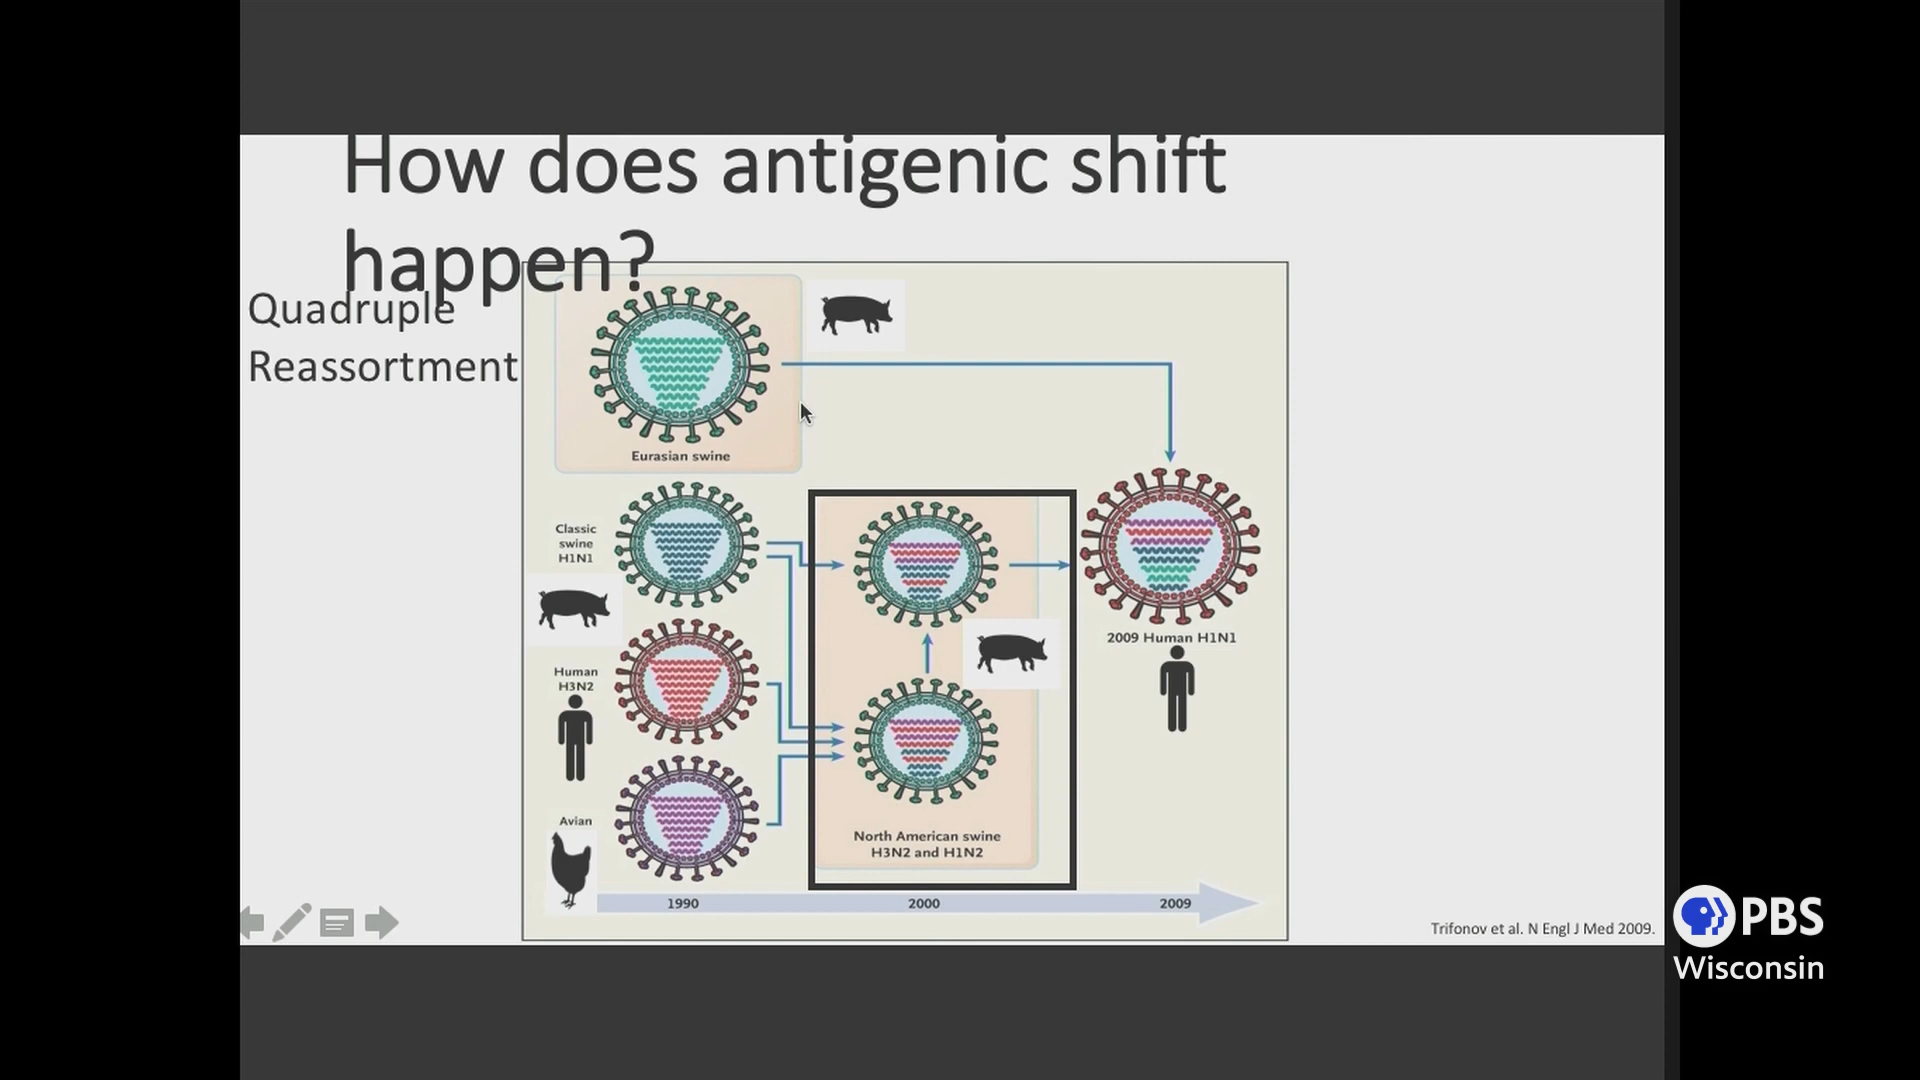 How does antigenic shift
happen?
Quadruple
Reassortment
Eurasian swine
Classic
swine
H1N1
Human
H3N2
Avian
North American swine
H3N2 and H1N2
2009 Human H1N1
1990
2000
2009
Trifonov et al. N Engl J Med 2009.
PBS
Wisconsin